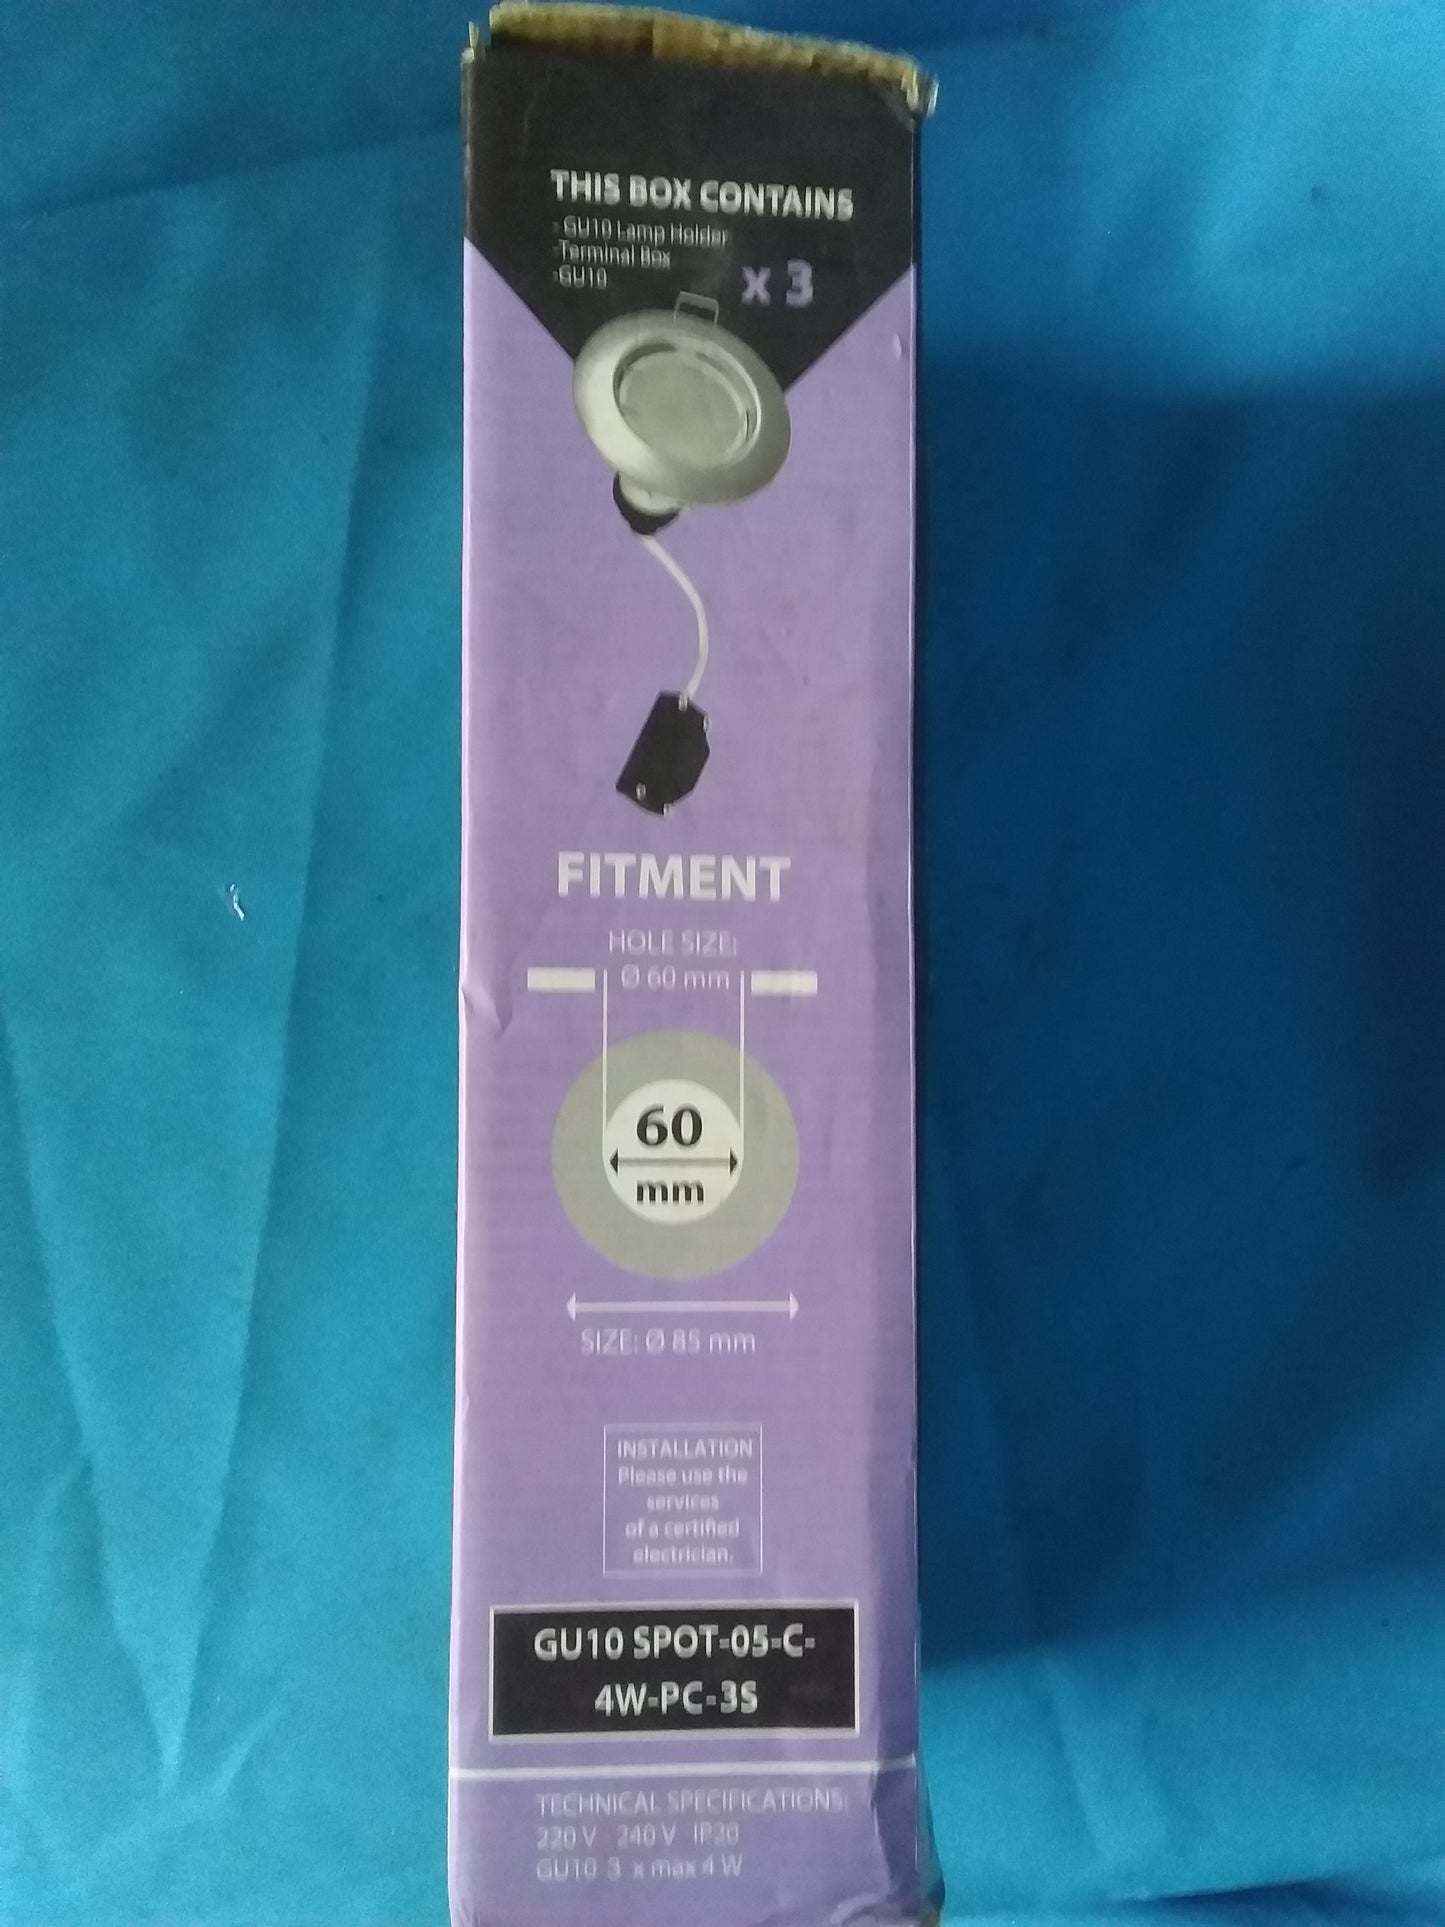 THIS BOX CONTAINS
- GU10 Lamp Holder
-Terminal Box
-GU10
x 3
FITMENT
HOLE SIZE:
Ø 60 mm
60
mm
SIZE: Ø 85 mm
INSTALLATION
Please use the
services
of a certified
electrician.
GU10 SPOT-05-C-
4W-PC-3S
TECHNICAL SPECIFICATIONS:
220 V - 240 V IP20
GU10 3 x max 4 W